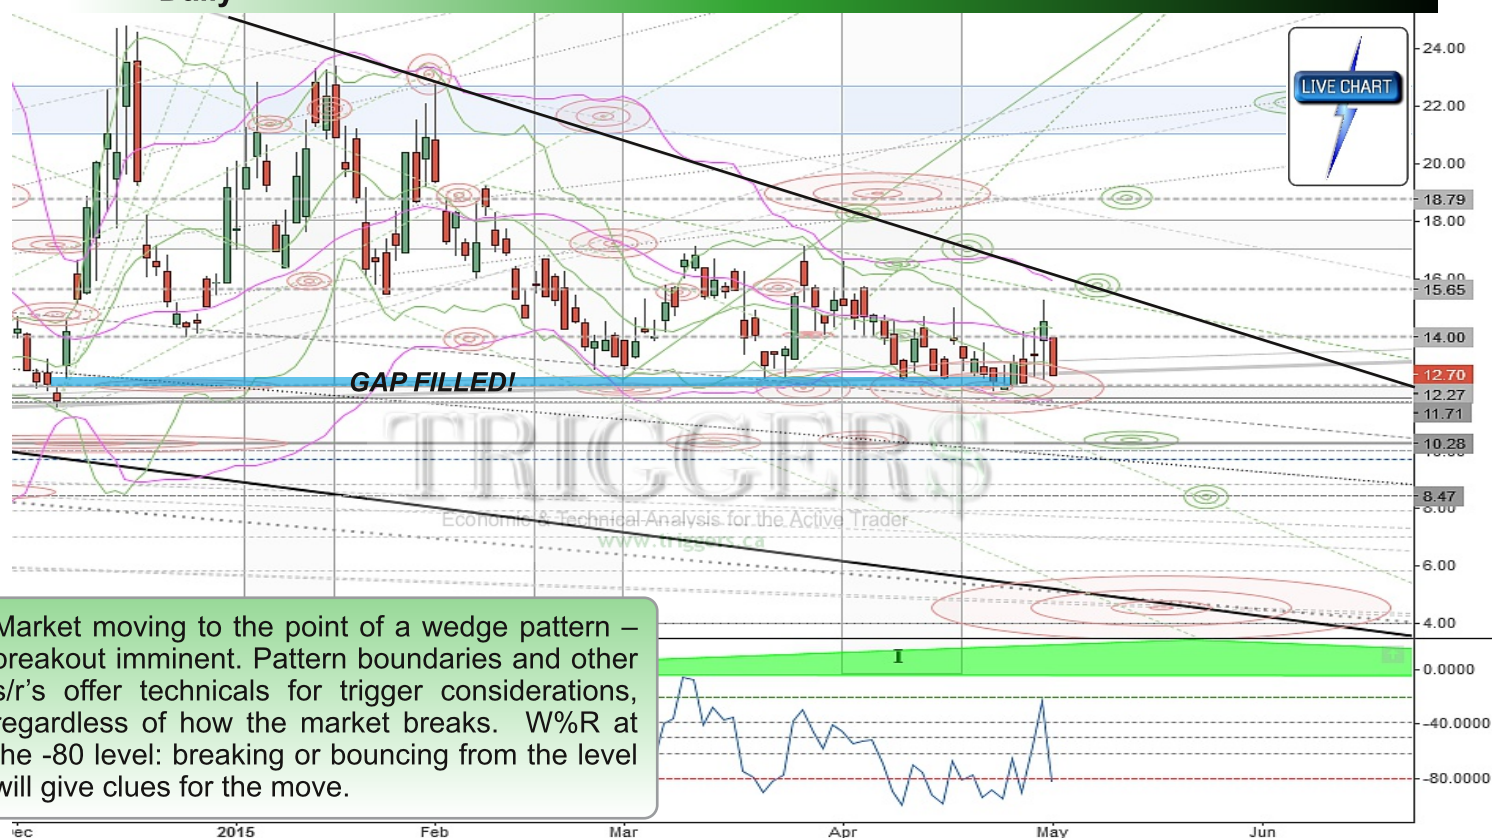 Daily
24.00
LIVE CHART
22.00
20.00
18.79
18.00
16.00
15.65
14.00
12.70
GAP FILLED!
12.27
11.71
TRIGGER$
10.28
8.47
8.00
Economic & Technical Analysis for the Active Trader
www.triggers.ca
6.00
4.00
Market moving to the point of a wedge pattern –
breakout imminent. Pattern boundaries and other
s/r's offer technicals for trigger considerations,
regardless of how the market breaks. W%R at
the -80 level: breaking or bouncing from the level
will give clues for the move.
I
0.0000
-40.0000
-80.0000
Dec 2015 Feb Mar Apr May Jun